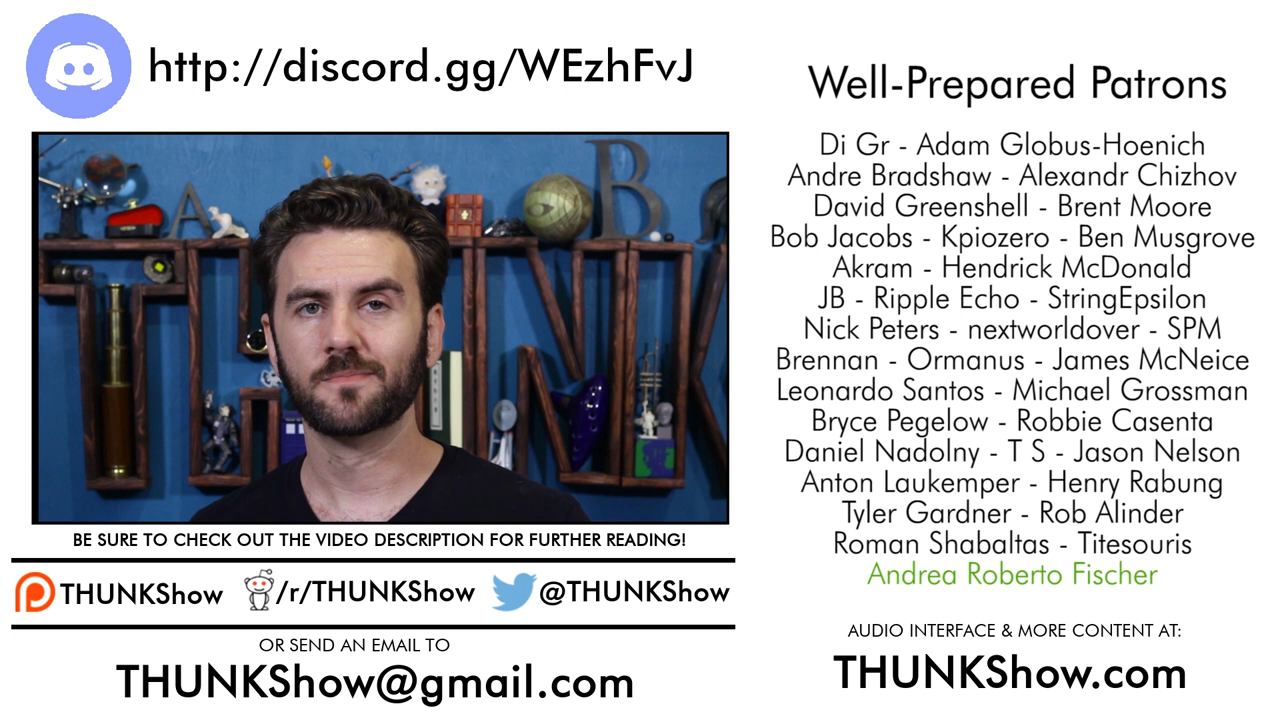 http://discord.gg/WEzhFvJ
BE SURE TO CHECK OUT THE VIDEO DESCRIPTION FOR FURTHER READING!
THUNKShow /r/THUNKShow @THUNKShow
OR SEND AN EMAIL TO
THUNKShow@gmail.com
Well-Prepared Patrons
Di Gr - Adam Globus-Hoenich
Andre Bradshaw - Alexandr Chizhov
David Greenshell - Brent Moore
Bob Jacobs - Kpiozero - Ben Musgrove
Akram - Hendrick McDonald
JB - Ripple Echo - StringEpsilon
Nick Peters - nextworldover - SPM
Brennan - Ormanus - James McNeice
Leonardo Santos - Michael Grossman
Bryce Pegelow - Robbie Casenta
Daniel Nadolny - T S - Jason Nelson
Anton Laukemper - Henry Rabung
Tyler Gardner - Rob Alinder
Roman Shabaltas - Titesouris
Andrea Roberto Fischer
AUDIO INTERFACE & MORE CONTENT AT:
THUNKShow.com
A B
THUNK